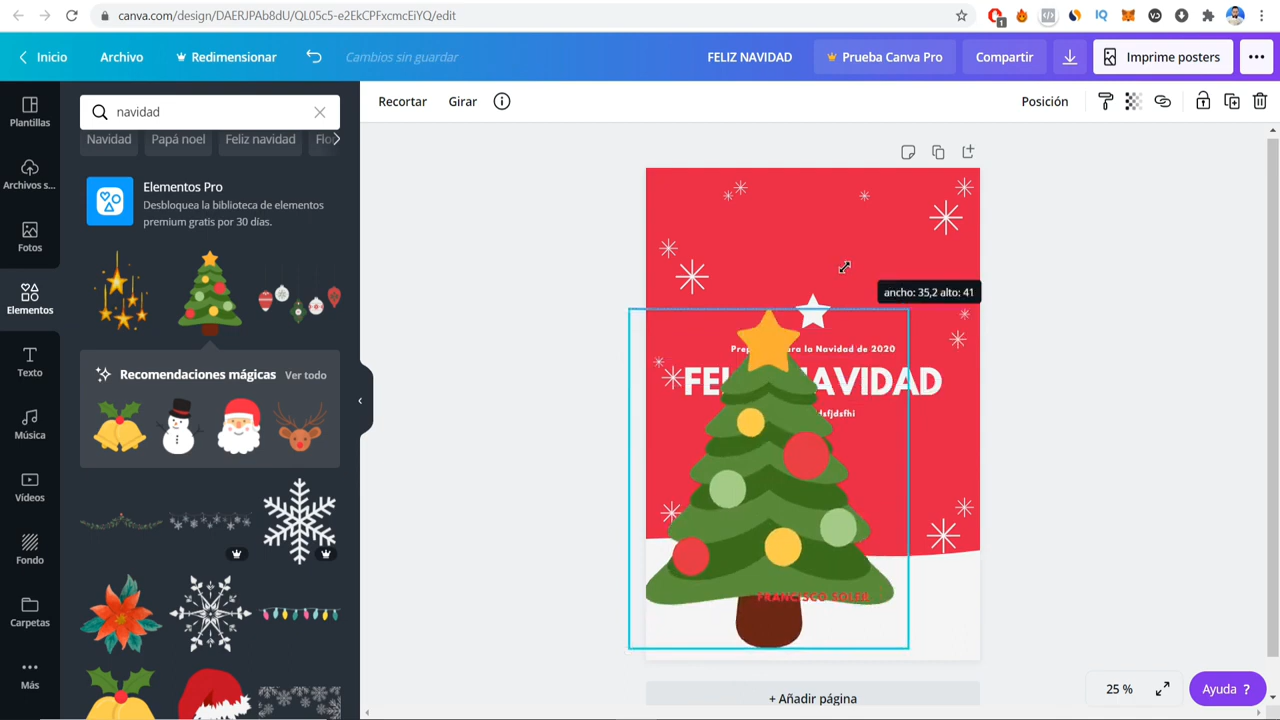 canva.com/design/DAERJPAb8dU/QL05c5-e2EkCPFxcmcEiYQ/edit
Inicio
Archivo
Redimensionar
Cambios sin guardar
FELIZ NAVIDAD
Prueba Canva Pro
Compartir
Imprime posters
Plantillas
Archivos s...
Fotos
Elementos
Texto
Música
Vídeos
Fondo
Carpetas
Más
navidad
Navidad
Papá noel
Feliz navidad
Flo
Elementos Pro
Desbloquea la biblioteca de elementos
premium gratis por 30 días.
Recomendaciones mágicas
Ver todo
Recortar
Girar
Posición
ancho: 35,2 alto: 41
la Navidad de 2020
NAVIDAD
FRANCISCO SOLER
+ Añadir página
25 %
Ayuda ?